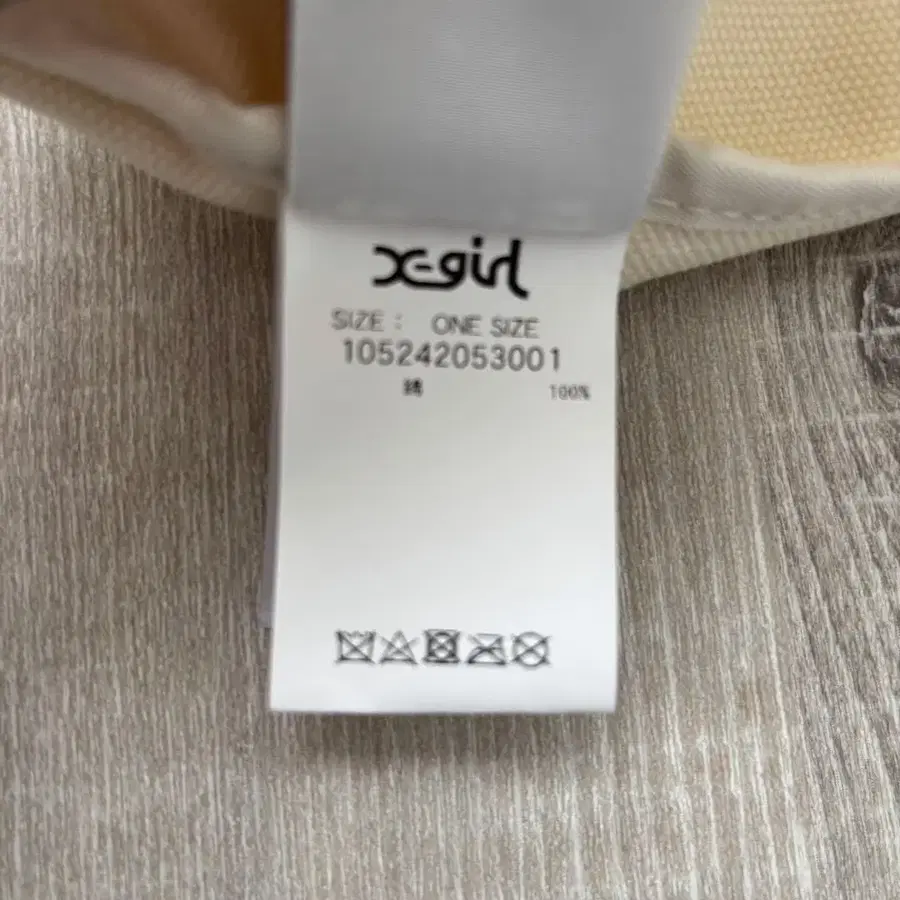 X-girl
SIZE : ONE SIZE
105242053001
綿 100%